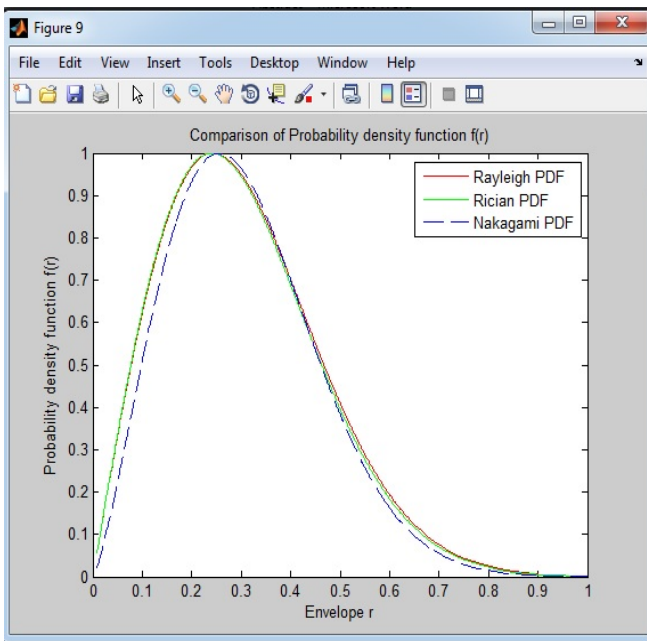 Figure 9
File Edit View Insert Tools Desktop Window Help
Comparison of Probability density function f(r)
1
0.9
0.8
0.7
0.6
0.5
0.4
0.3
0.2
0.1
0
Probability density function f(r)
Rayleigh PDF
Rician PDF
Nakagami PDF
0 0.1 0.2 0.3 0.4 0.5 0.6 0.7 0.8 0.9 1
Envelope r